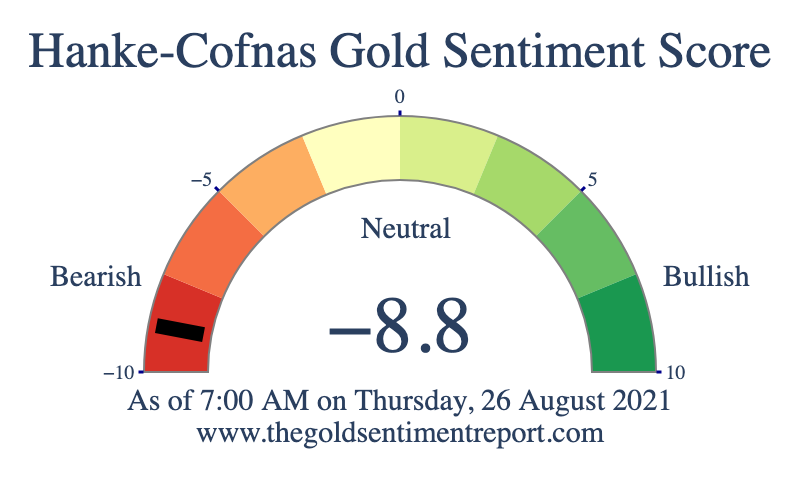 Hanke-Cofnas Gold Sentiment Score
0
−5
5
Neutral
Bearish
Bullish
−8.8
−10
10
As of 7:00 AM on Thursday, 26 August 2021
www.thegoldsentimentreport.com